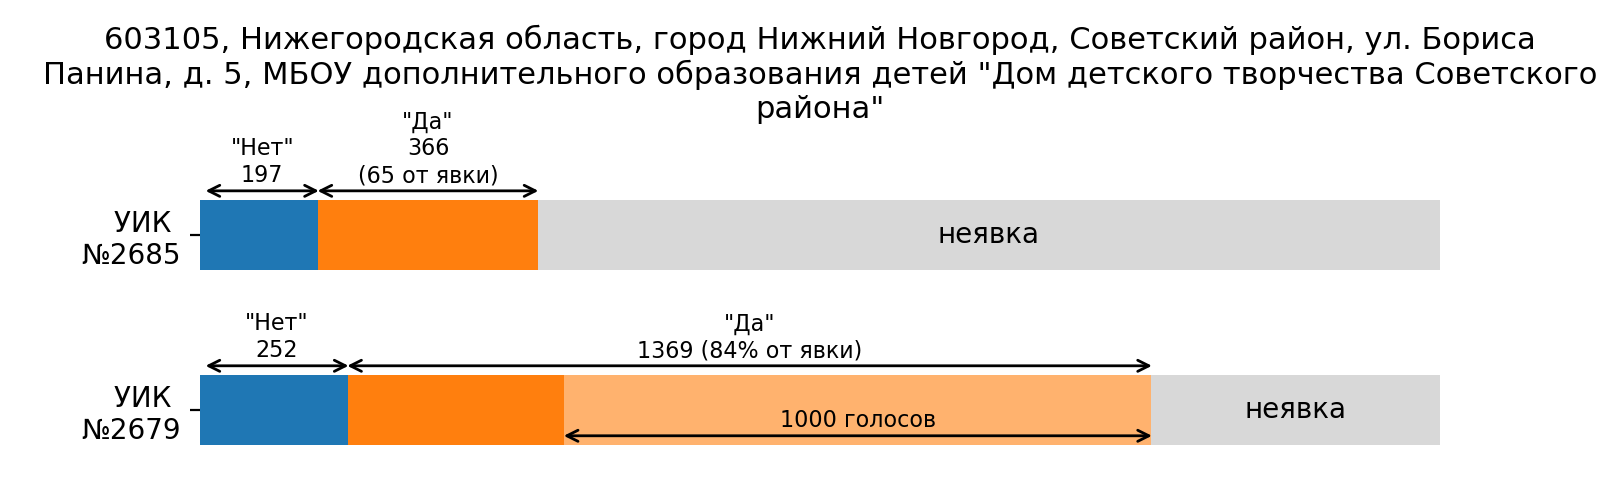 603105, Нижегородская область, город Нижний Новгород, Советский район, ул. Бориса
Панина, д. 5, МБОУ дополнительного образования детей "Дом детского творчества Советского
района"
"Нет"
197
"Да"
366
(65 от явки)
УИК
№2685
неявка
"Нет"
252
"Да"
1369 (84% от явки)
УИК
№2679
1000 голосов
неявка